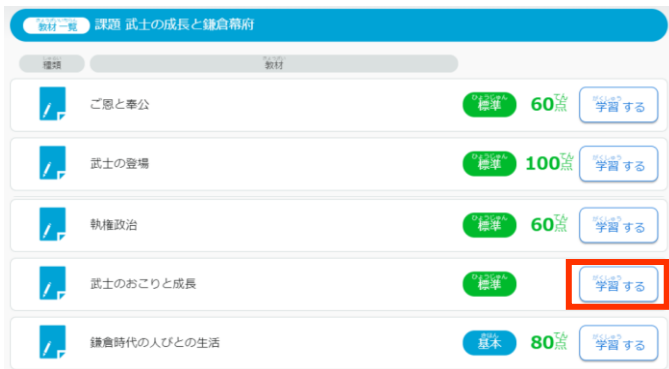 教材一覧 課題 武士の成長と鎌倉幕府
種類 教材
ご恩と奉公 標準 60点 学習する
武士の登場 標準 100点 学習する
執権政治 標準 60点 学習する
武士のおこりと成長 標準 学習する
鎌倉時代の人びとの生活 基本 80点 学習する